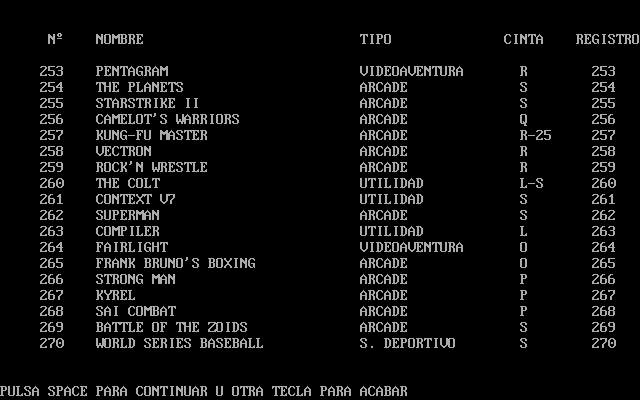 Nº NOMBRE TIPO CINTA REGISTRO
253 PENTAGRAM VIDEOAVENTURA R 253
254 THE PLANETS ARCADE S 254
255 STARSTRIKE II ARCADE S 255
256 CAMELOT'S WARRIORS ARCADE Q 256
257 KUNG-FU MASTER ARCADE R-25 257
258 VECTRON ARCADE R 258
259 ROCK'N WRESTLE ARCADE R 259
260 THE COLT UTILIDAD L-S 260
261 CONTEXT V7 UTILIDAD S 261
262 SUPERMAN ARCADE S 262
263 COMPILER UTILIDAD L 263
264 FAIRLIGHT VIDEOAVENTURA O 264
265 FRANK BRUNO'S BOXING ARCADE O 265
266 STRONG MAN ARCADE P 266
267 KYREL ARCADE P 267
268 SAI COMBAT ARCADE P 268
269 BATTLE OF THE ZOIDS ARCADE S 269
270 WORLD SERIES BASEBALL S. DEPORTIVO S 270
PULSA SPACE PARA CONTINUAR U OTRA TECLA PARA ACABAR